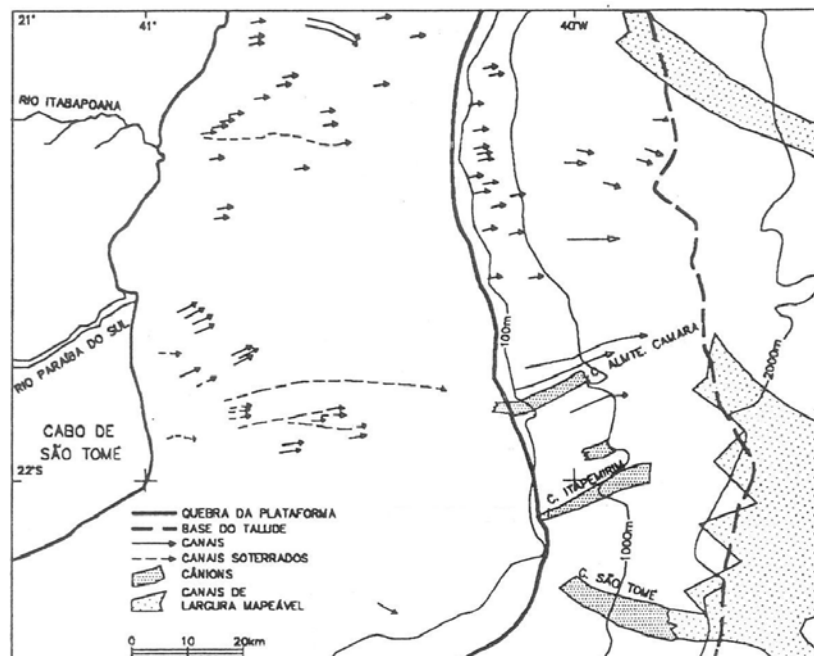 21°
41°
40°W
RIO ITABAPOANA
RIO PARAÍBA DO SUL
CABO DE
SÃO TOMÉ
22°S
100m
C. ALMTE. CAMARA
2000m
C. ITAPEMIRIM
1000m
C. SÃO TOMÉ
QUEBRA DA PLATAFORMA
BASE DO TALUDE
CANAIS
CANAIS SOTERRADOS
CÂNIONS
CANAIS DE
LARGURA MAPEÁVEL
0 10 20km